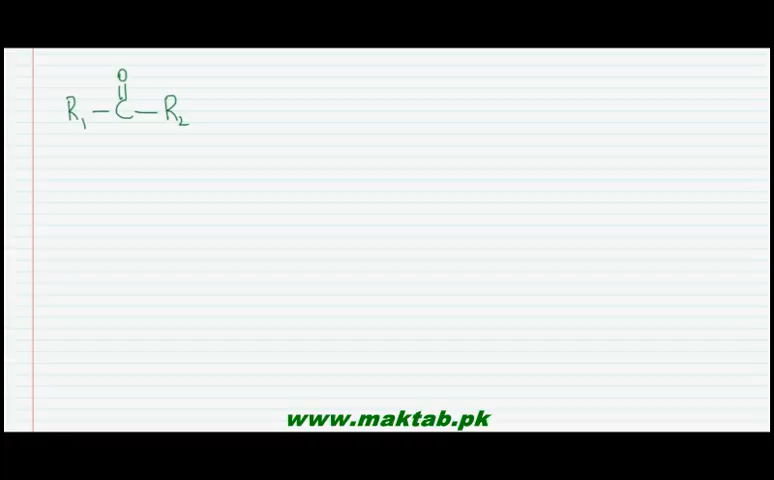 O
R₁ — C — R₂
www.maktab.pk